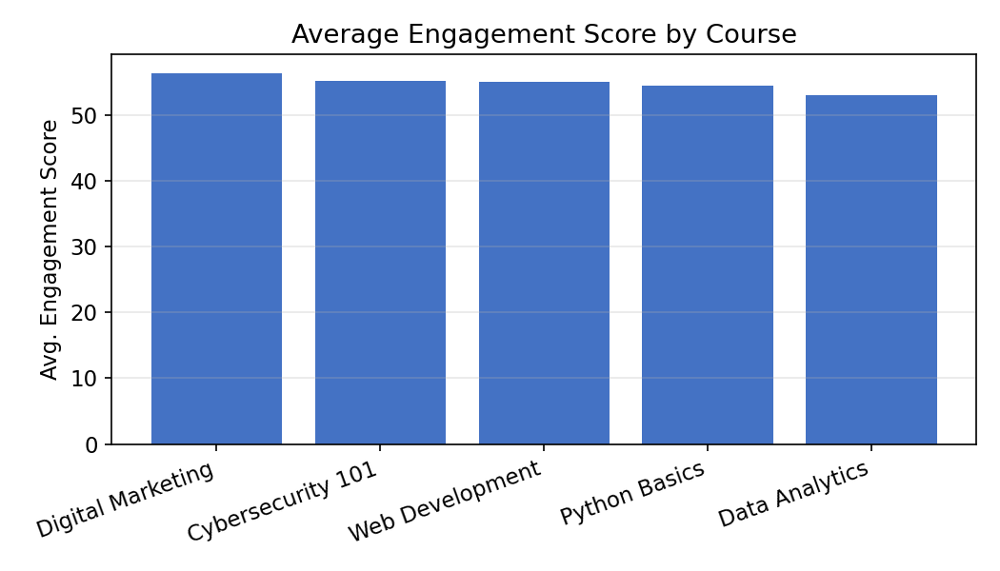 Average Engagement Score by Course
Avg. Engagement Score
50
40
30
20
10
0
Digital Marketing
Cybersecurity 101
Web Development
Python Basics
Data Analytics